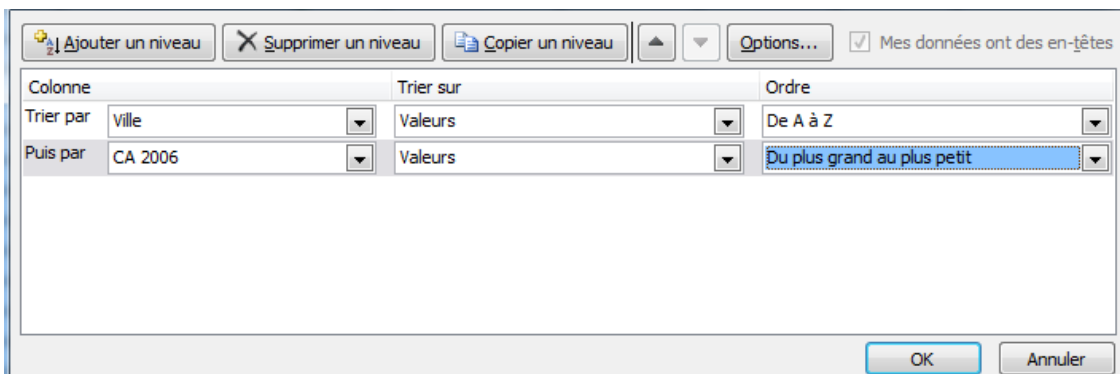 Ajouter un niveau Supprimer un niveau Copier un niveau Options... Mes données ont des en-têtes
Colonne Trier sur Ordre
Trier par Ville Valeurs De A à Z
Puis par CA 2006 Valeurs Du plus grand au plus petit
OK Annuler